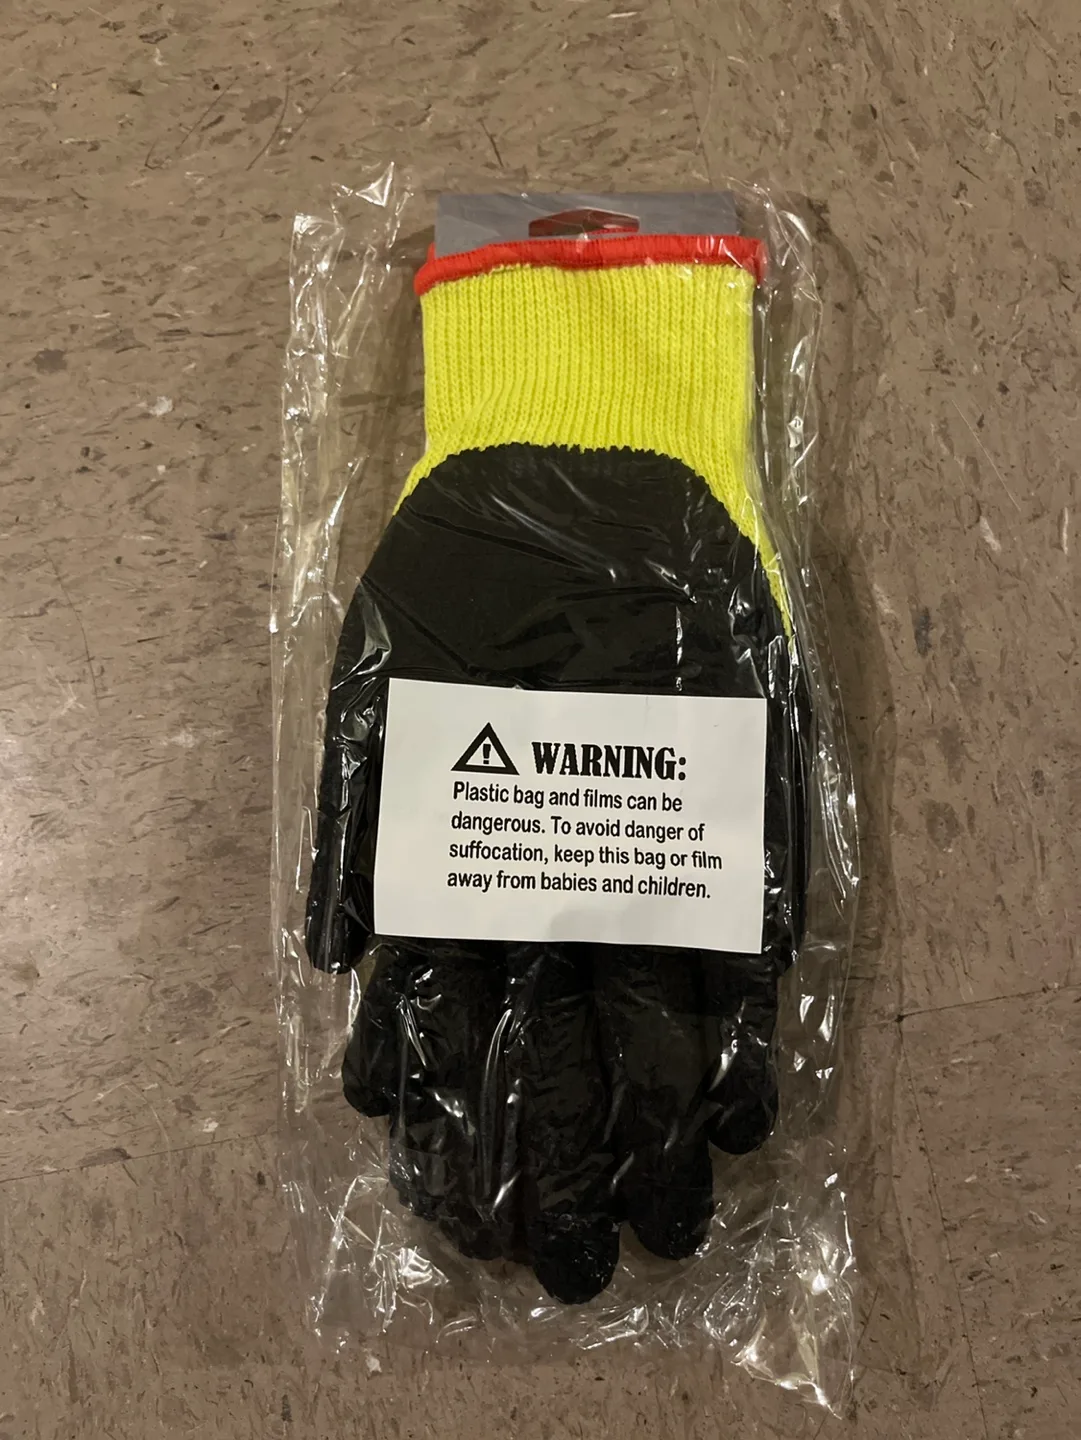 WARNING:
Plastic bag and films can be
dangerous. To avoid danger of
suffocation, keep this bag or film
away from babies and children.